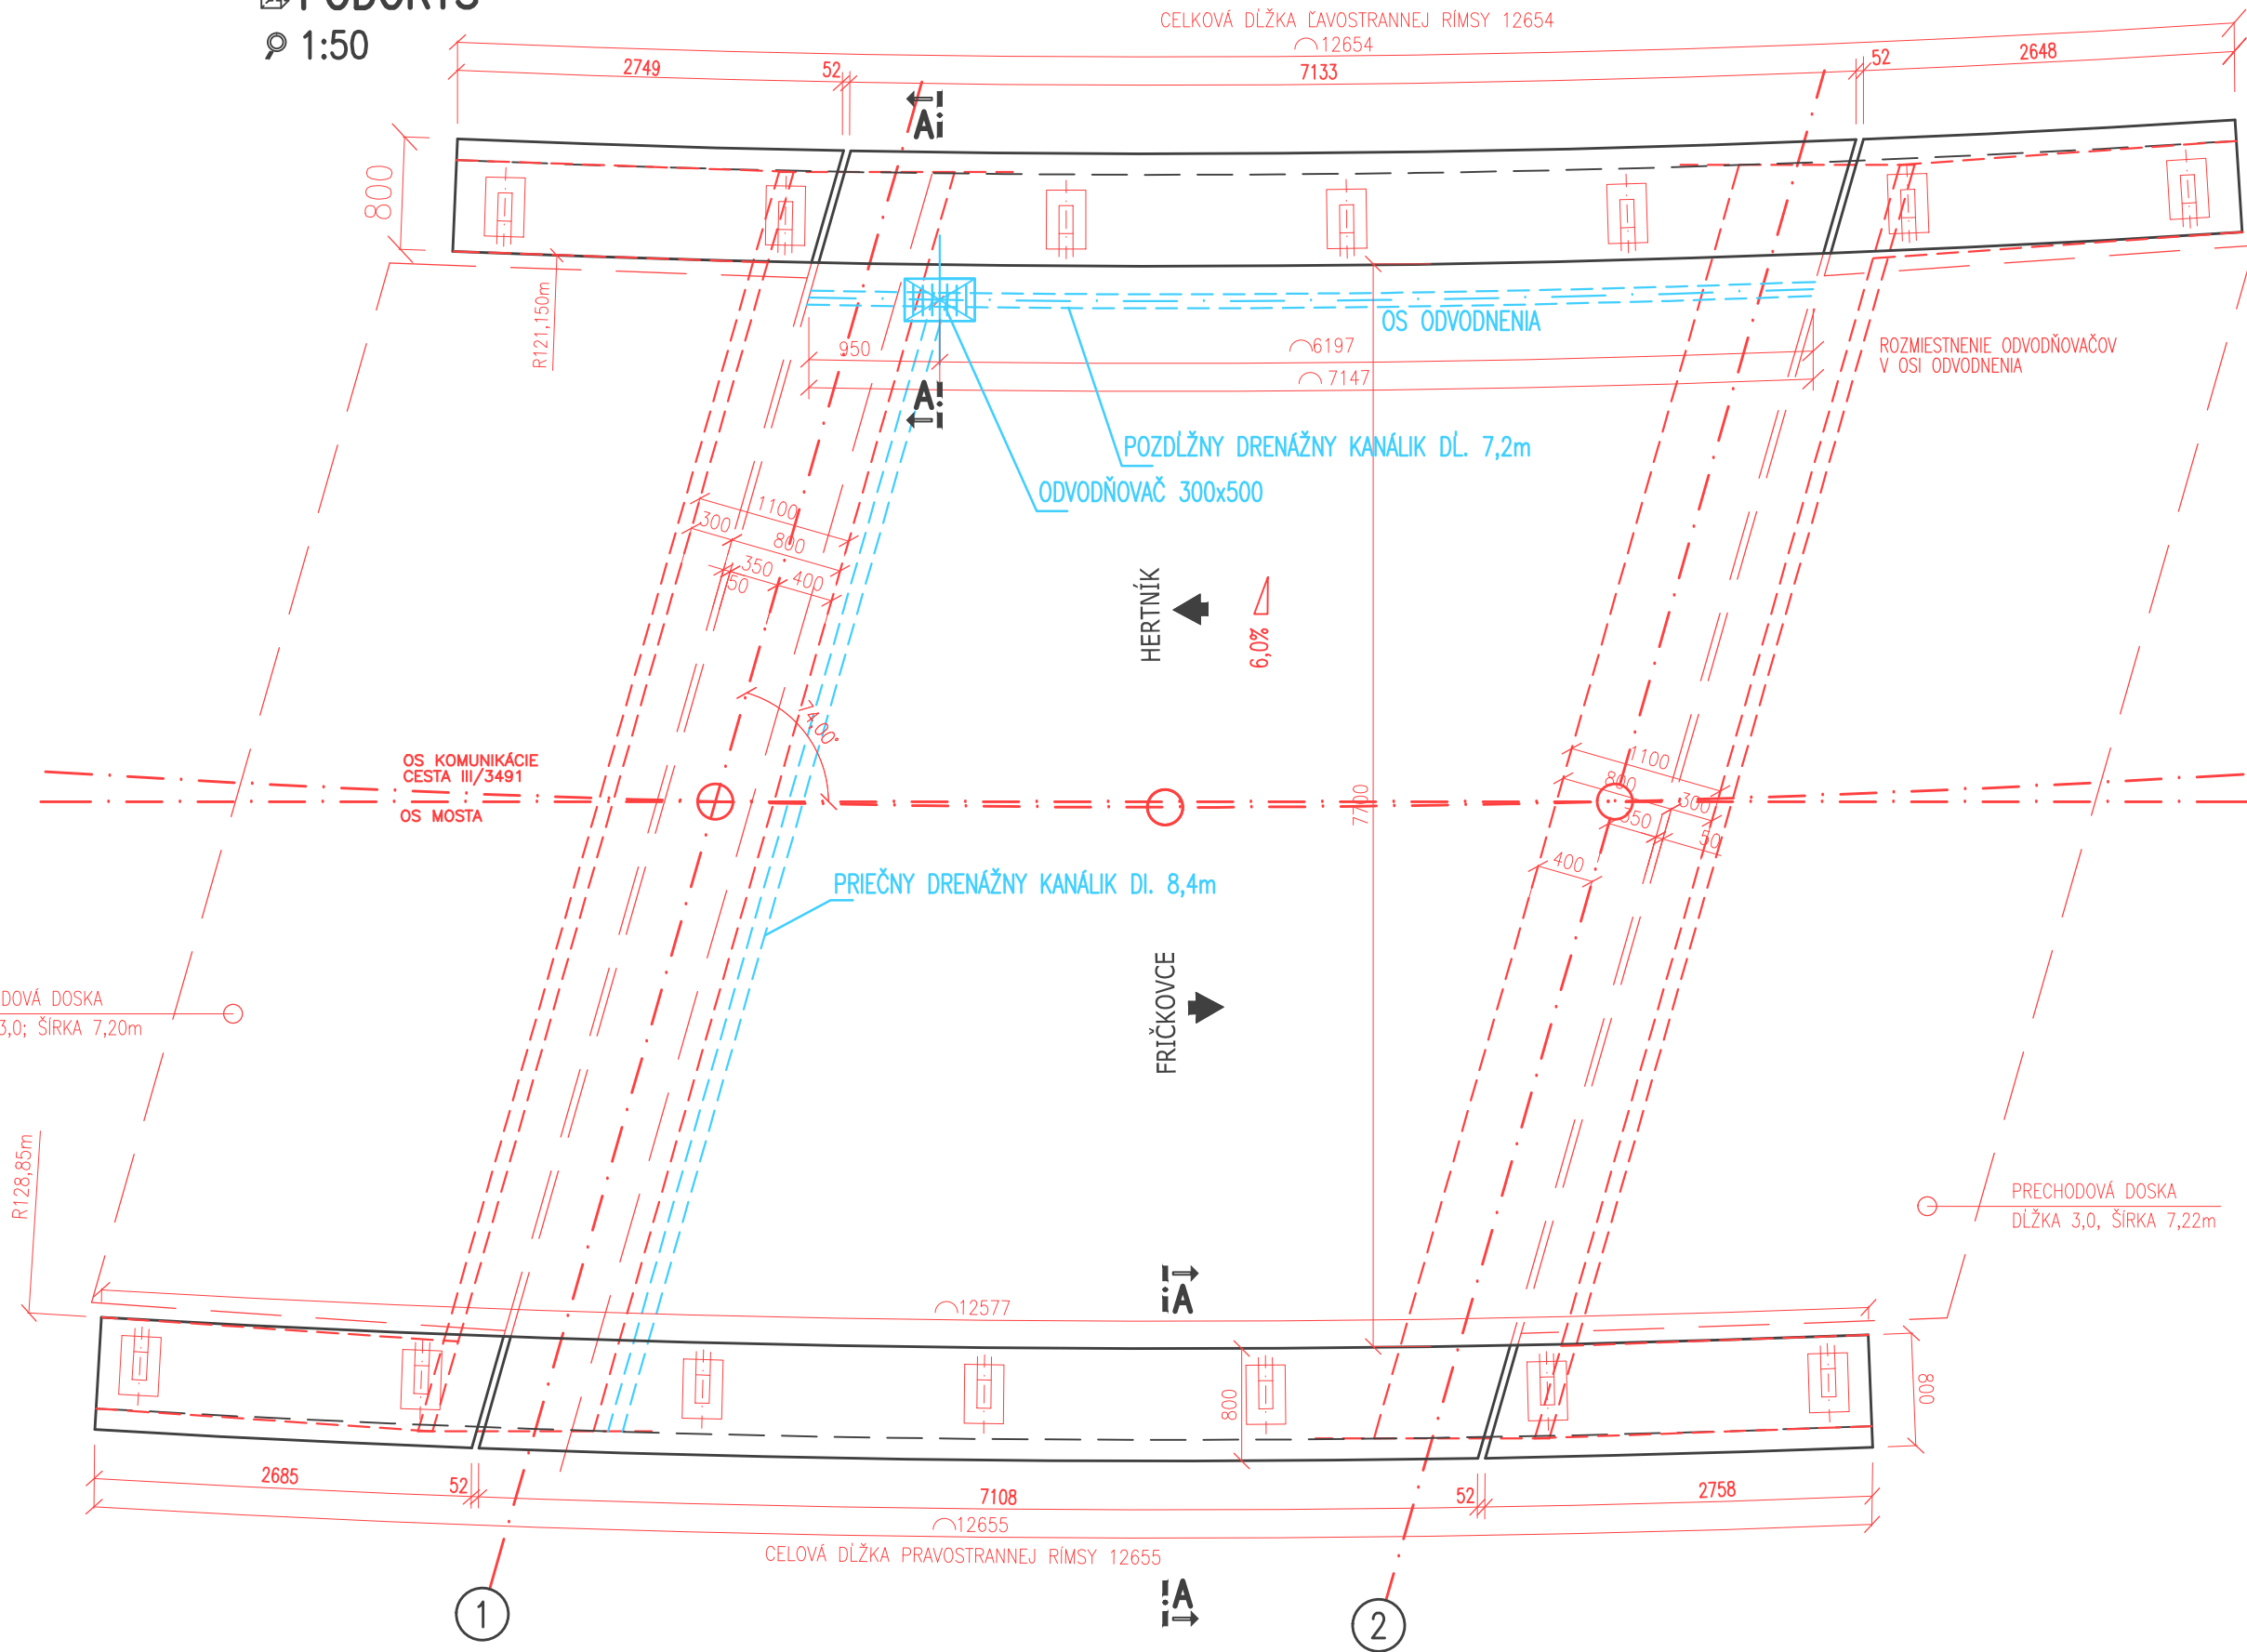 1:50
CELKOVÁ DĹŽKA ĽAVOSTRANNEJ RÍMSY 12654
12654
2749
52
7133
52
2648
Ai
800
R121,150m
OS ODVODNENIA
950
6197
7147
ROZMIESTNENIE ODVODŇOVAČOV
V OSI ODVODNENIA
A!
POZDĹŽNY DRENÁŽNY KANÁLIK DĹ. 7,2m
ODVODŇOVAČ 300x500
1100
300
800
350
400
50
HERTNÍK
6,0%
74,00°
OS KOMUNIKÁCIE
CESTA III/3491
OS MOSTA
7700
1100
800
300
350
50
400
PRIEČNY DRENÁŽNY KANÁLIK Dl. 8,4m
FRIČKOVCE
DOVÁ DOSKA
3,0; ŠÍRKA 7,20m
R128,85m
PRECHODOVÁ DOSKA
DĹŽKA 3,0, ŠÍRKA 7,22m
iA
12577
800
800
2685
52
7108
52
2758
12655
CELOVÁ DĹŽKA PRAVOSTRANNEJ RÍMSY 12655
!A
1
2